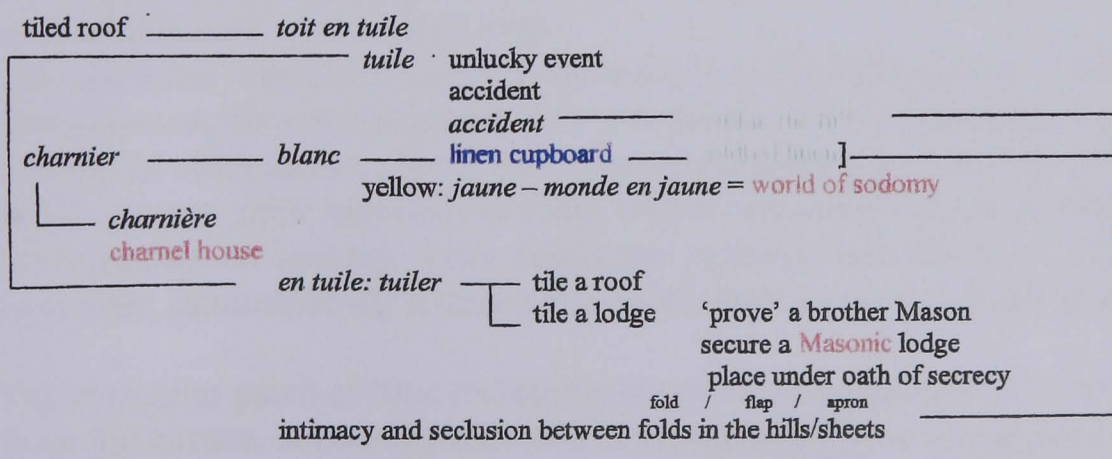 tiled roof toit en tuile
tuile unlucky event
accident
accident
charnier blanc linen cupboard ]
yellow: jaune – monde en jaune = world of sodomy
charnière
charnel house
en tuile: tuiler tile a roof
tile a lodge 'prove' a brother Mason
secure a Masonic lodge
place under oath of secrecy
fold / flap / apron
intimacy and seclusion between folds in the hills/sheets